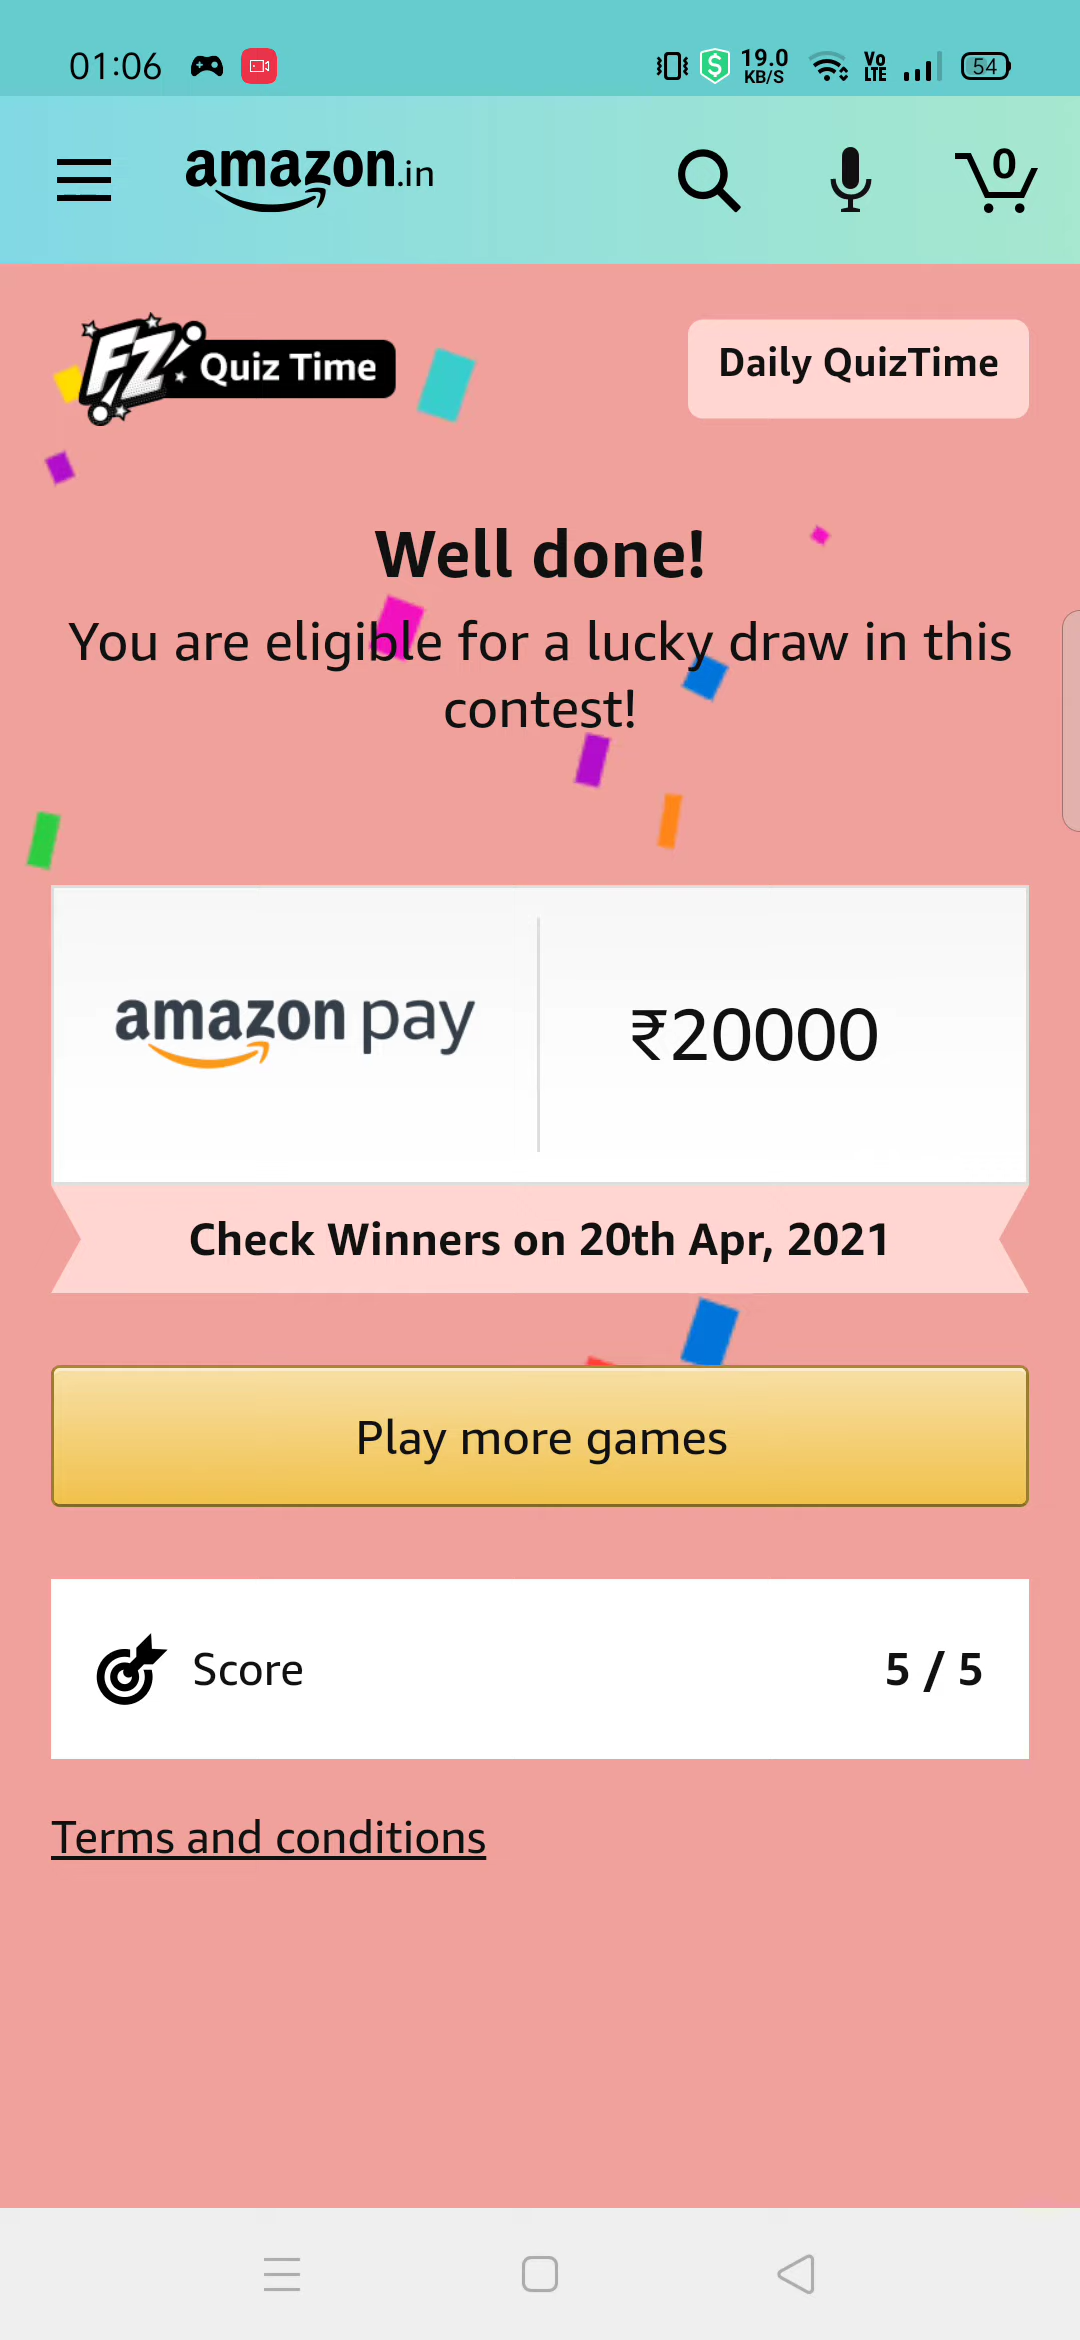 01:06 19.0 KB/S Vo LTE 54
amazon.in 0
FZ Quiz Time Daily QuizTime
Well done!
You are eligible for a lucky draw in this
contest!
amazon pay ₹20000
Check Winners on 20th Apr, 2021
Play more games
Score 5 / 5
Terms and conditions